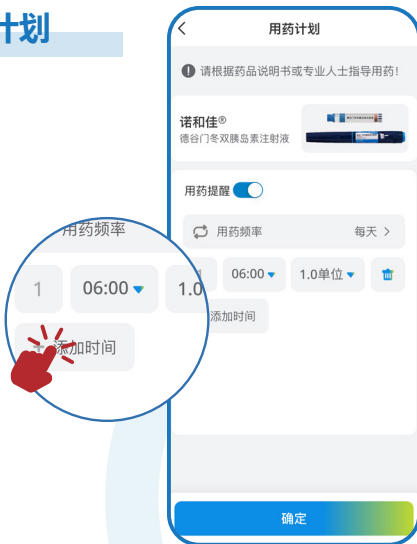 计划
用药计划
请根据药品说明书或专业人士指导用药!
诺和佳®
德谷门冬双胰岛素注射液
用药提醒
用药频率
每天
06:00
1.0单位
添加时间
用药频率
1
06:00
1.0
+ 添加时间
确定